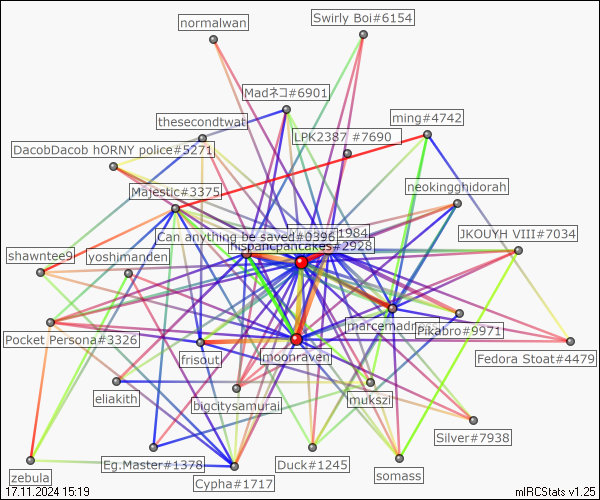 normalwan
Swirly Boi#6154
Madネコ#6901
thesecondtwat
ming#4742
LPK2387 #7690
DacobDacob hORNY police#5271
Majestic#3375
neokingghidorah
1984
JKOUYH VIII#7034
Can anything be saved#0396
hispancpancakes#2928
shawntee9
yoshimanden
Pocket Persona#3326
marcemadr
Pikabro#9971
frisout
moonraven
Fedora Stoat#4479
eliakith
bigcitysamurai
mukszi
Silver#7938
Eg.Master#1378
Duck#1245
somass
zebula
Cypha#1717
17.11.2024 15:19
mIRCStats v1.25